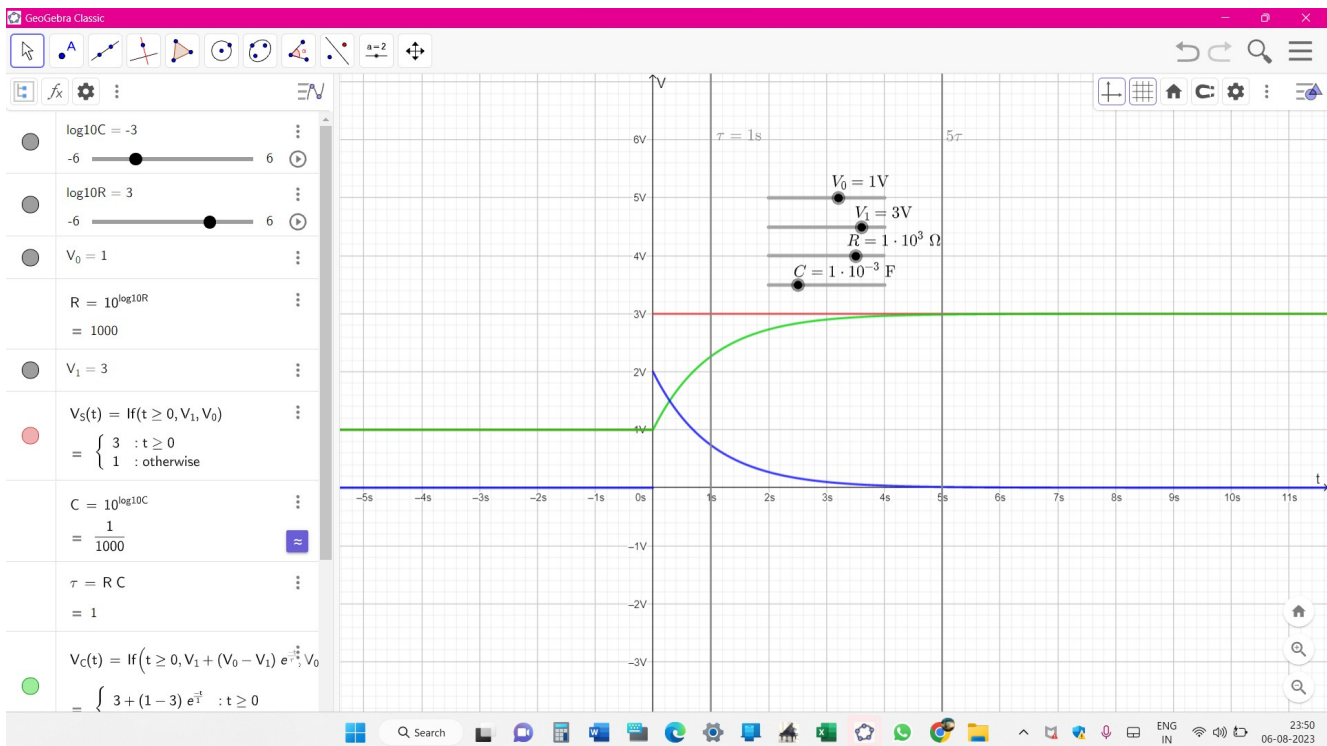 GeoGebra Classic
a=2
log10C = -3
-6 6
log10R = 3
-6 6
V₀ = 1
R = 10^log10R
= 1000
V₁ = 3
V_S(t) = If(t ≥ 0, V₁, V₀)
= { 3 : t ≥ 0
1 : otherwise
C = 10^log10C
= 1/1000
≈
τ = R C
= 1
V_C(t) = If(t ≥ 0, V₁ + (V₀ − V₁) e^(−t/τ), V₀
= { 3 + (1 − 3) e^(−t/1) : t ≥ 0
V
τ = 1s
5τ
V₀ = 1V
V₁ = 3V
R = 1 · 10³ Ω
C = 1 · 10⁻³ F
6V
5V
4V
3V
2V
1V
t
−5s −4s −3s −2s −1s 0s 1s 2s 3s 4s 5s 6s 7s 8s 9s 10s 11s
−1V
−2V
−3V
Search
ENG
IN
23:50
06-08-2023